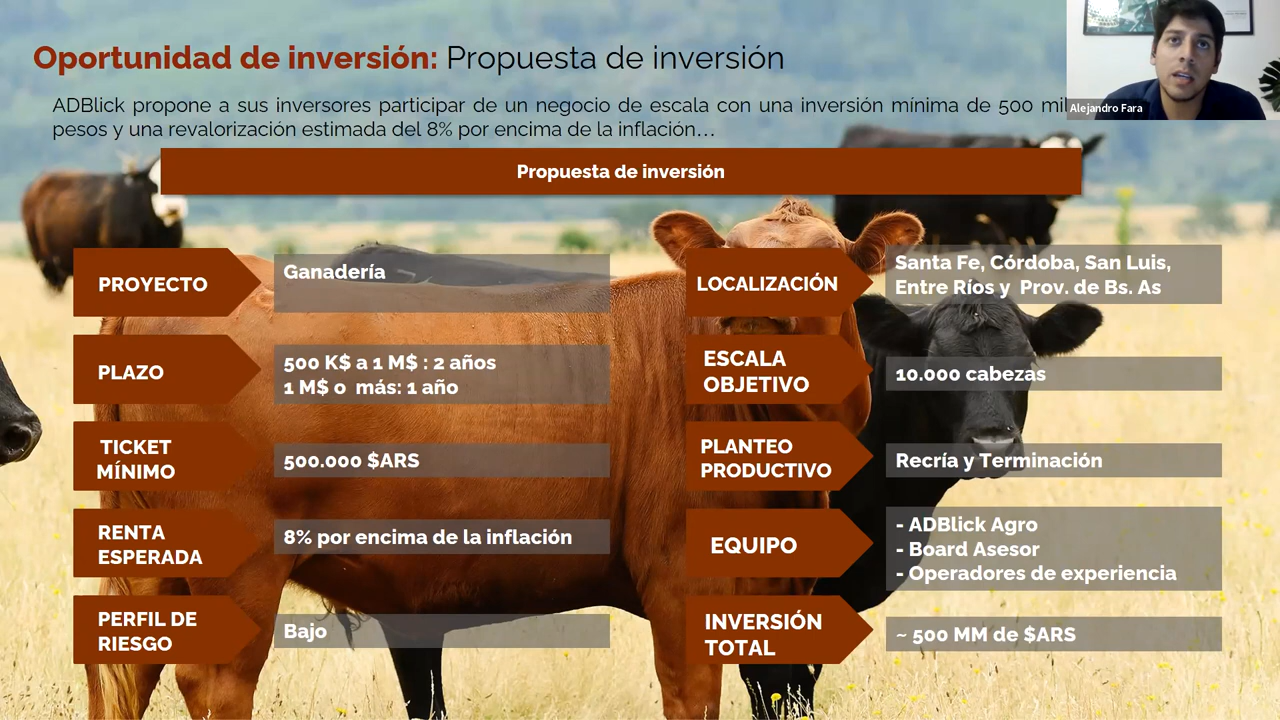 Oportunidad de inversión: Propuesta de inversión
Alejandro Fara
ADBlick propone a sus inversores participar de un negocio de escala con una inversión mínima de 500 mil
pesos y una revalorización estimada del 8% por encima de la inflación...
Propuesta de inversión
PROYECTO
Ganadería
PLAZO
500 K$ a 1 M$ : 2 años
1 M$ o más: 1 año
TICKET
MÍNIMO
500.000 $ARS
RENTA
ESPERADA
8% por encima de la inflación
PERFIL DE
RIESGO
Bajo
LOCALIZACIÓN
Santa Fe, Córdoba, San Luis,
Entre Ríos y Prov. de Bs. As
ESCALA
OBJETIVO
10.000 cabezas
PLANTEO
PRODUCTIVO
Recría y Terminación
EQUIPO
- ADBlick Agro
- Board Asesor
- Operadores de experiencia
INVERSIÓN
TOTAL
~ 500 MM de $ARS